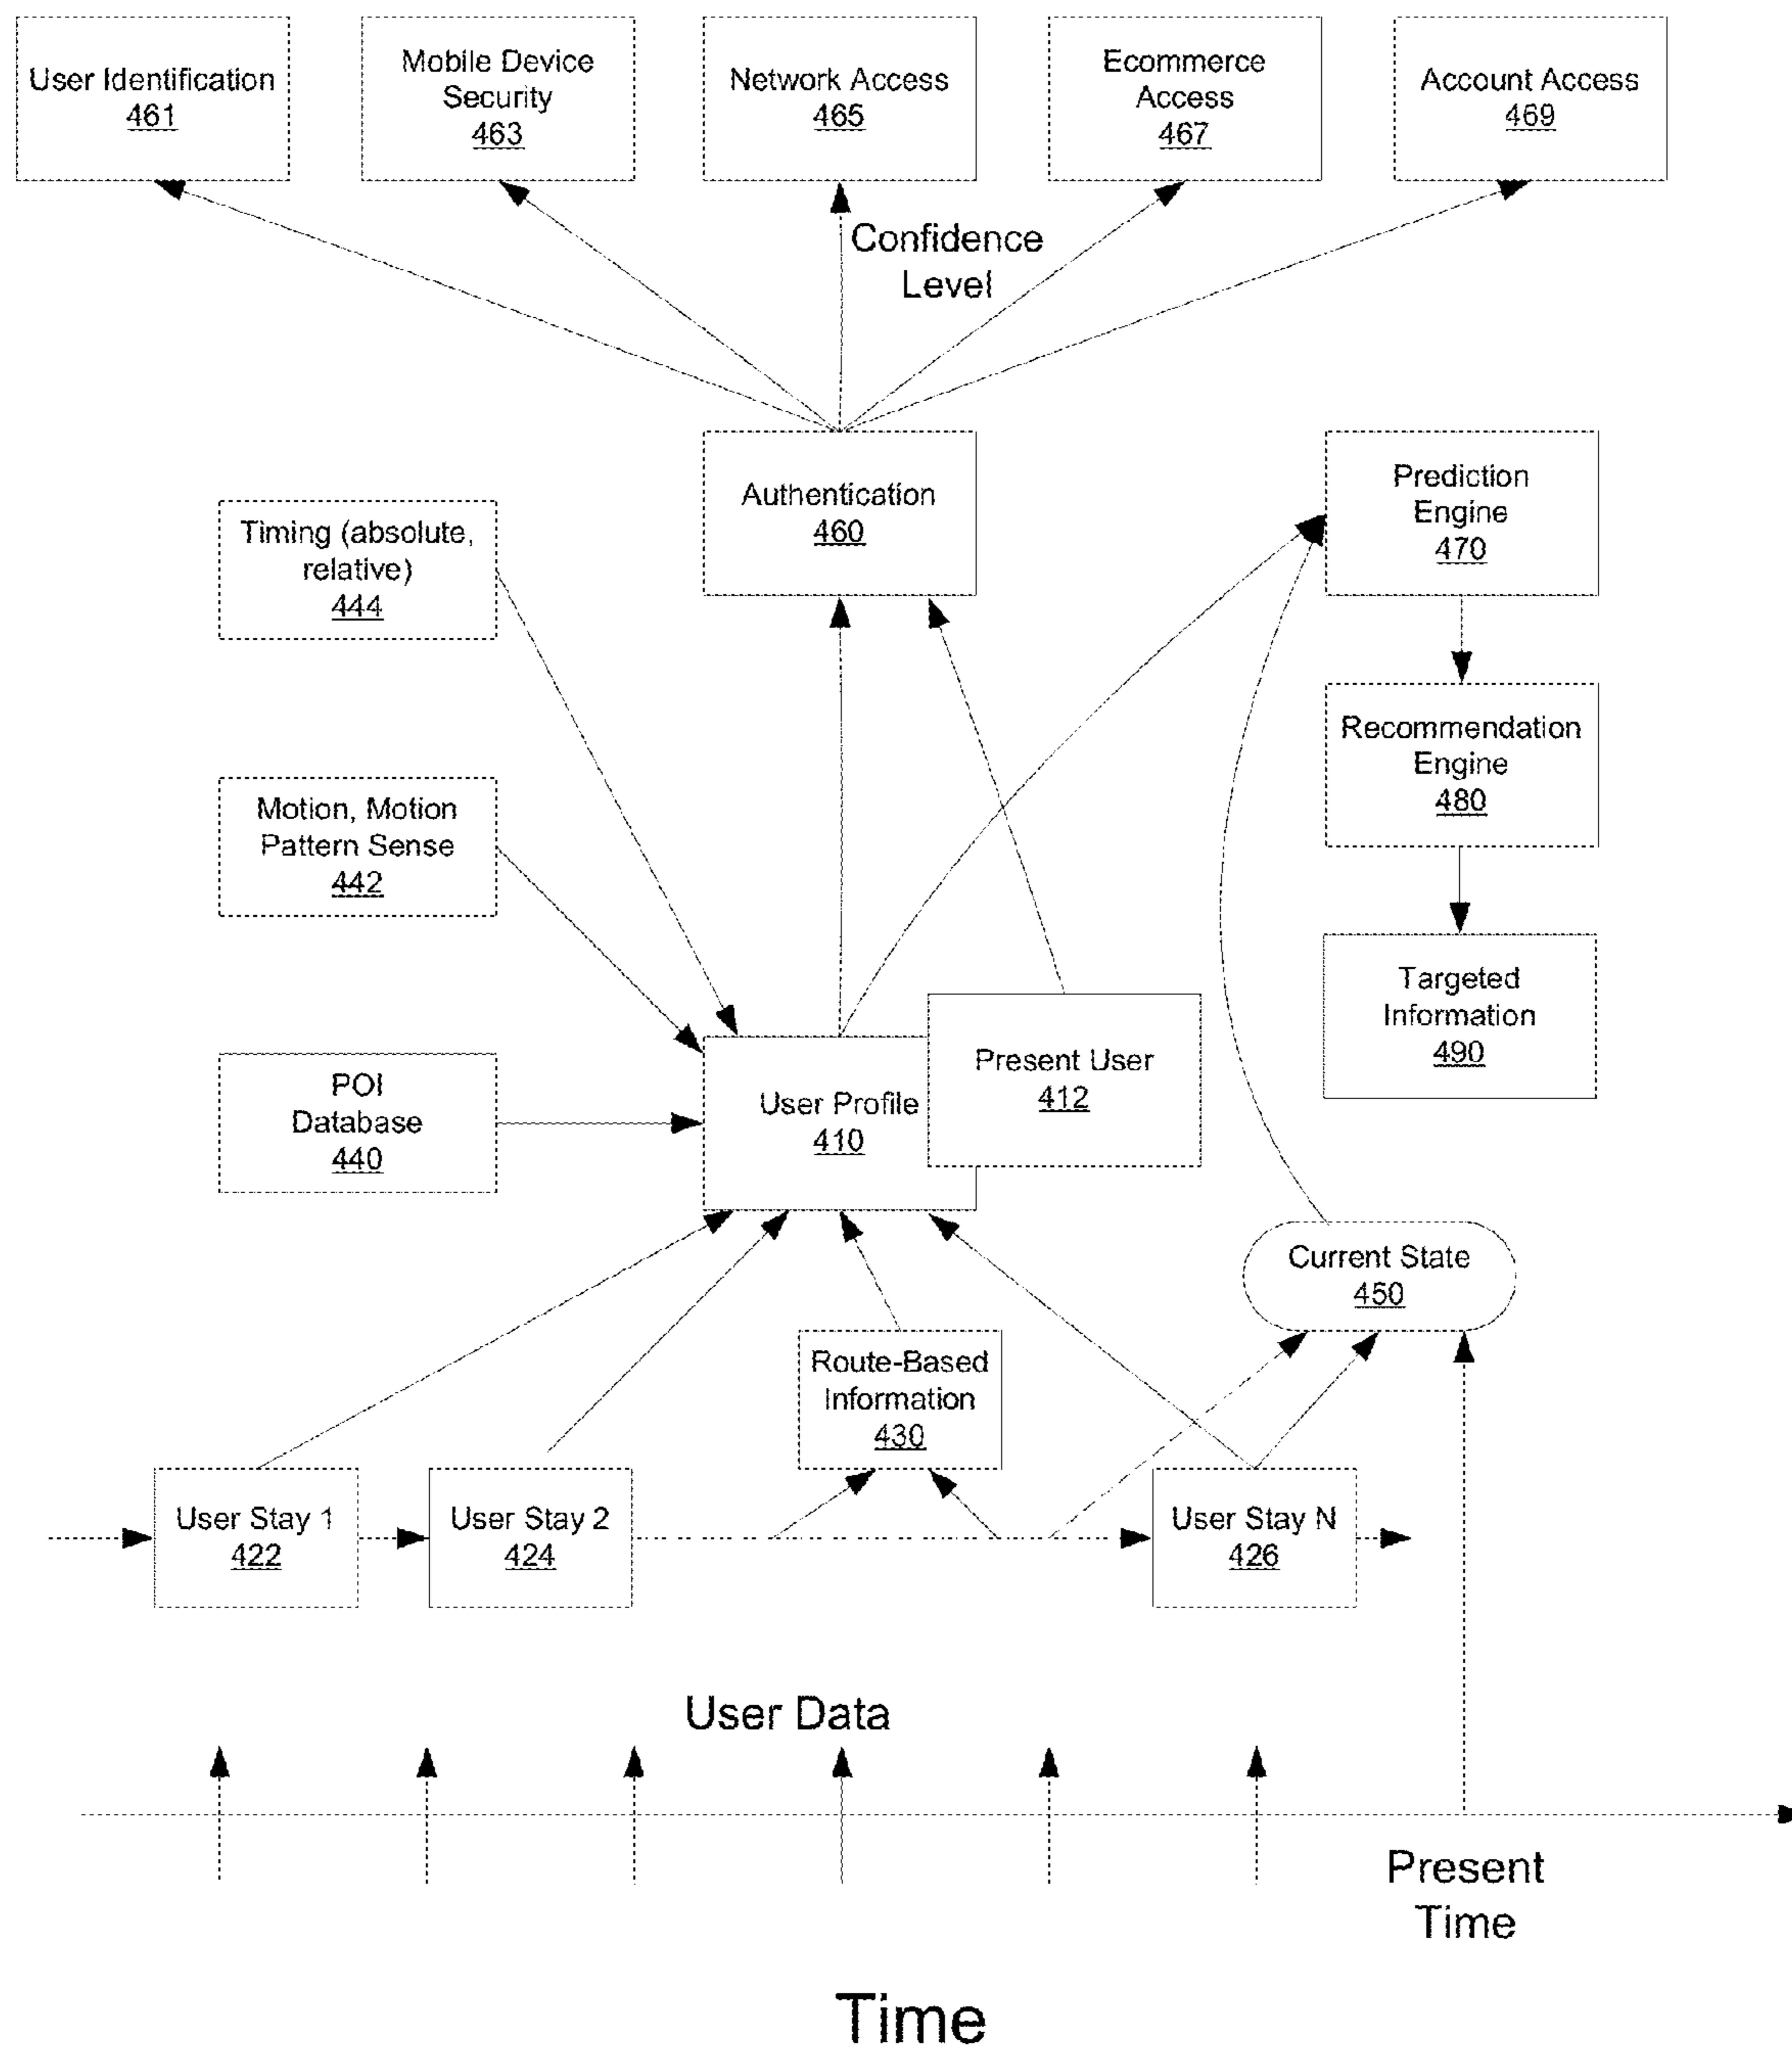 User Identification
461
Mobile Device
Security
463
Network Access
465
Ecommerce
Access
467
Account Access
469
Confidence
Level
Authentication
460
Prediction
Engine
470
Timing (absolute,
relative)
444
Recommendation
Engine
480
Motion, Motion
Pattern Sense
442
Targeted
Information
490
Present User
412
POI
Database
440
User Profile
410
Current State
450
Route-Based
Information
430
User Stay 1
422
User Stay 2
424
User Stay N
426
User Data
Present
Time
Time